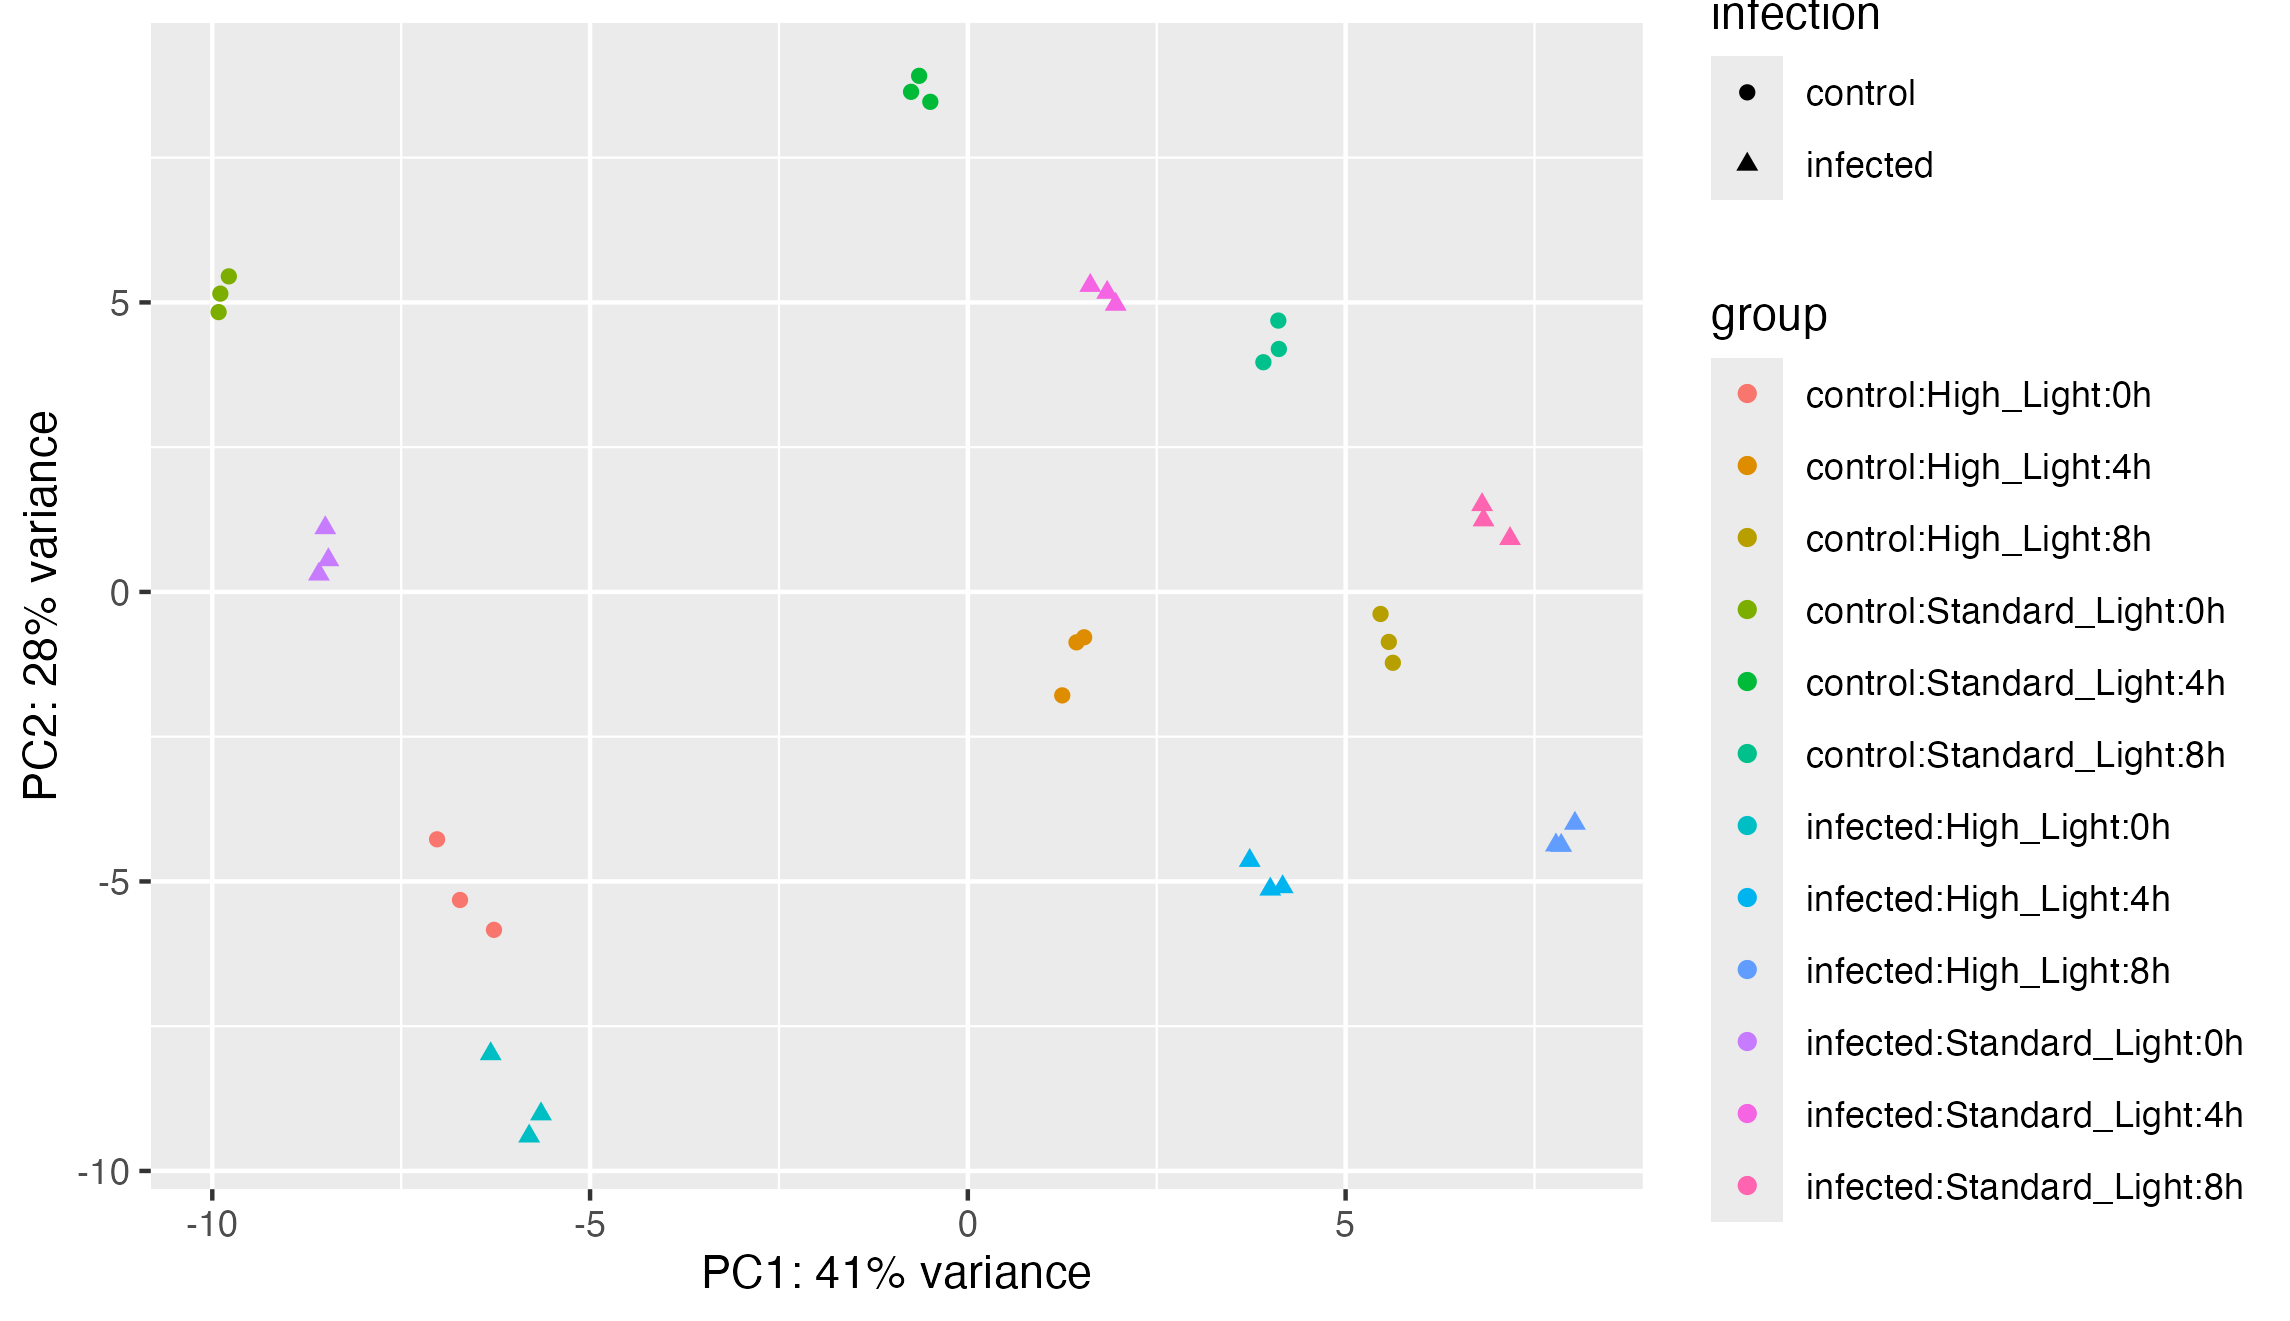 infection
control
infected
group
control:High_Light:0h
control:High_Light:4h
control:High_Light:8h
control:Standard_Light:0h
control:Standard_Light:4h
control:Standard_Light:8h
infected:High_Light:0h
infected:High_Light:4h
infected:High_Light:8h
infected:Standard_Light:0h
infected:Standard_Light:4h
infected:Standard_Light:8h
PC2: 28% variance
5
0
-5
-10
-10
-5
0
5
PC1: 41% variance